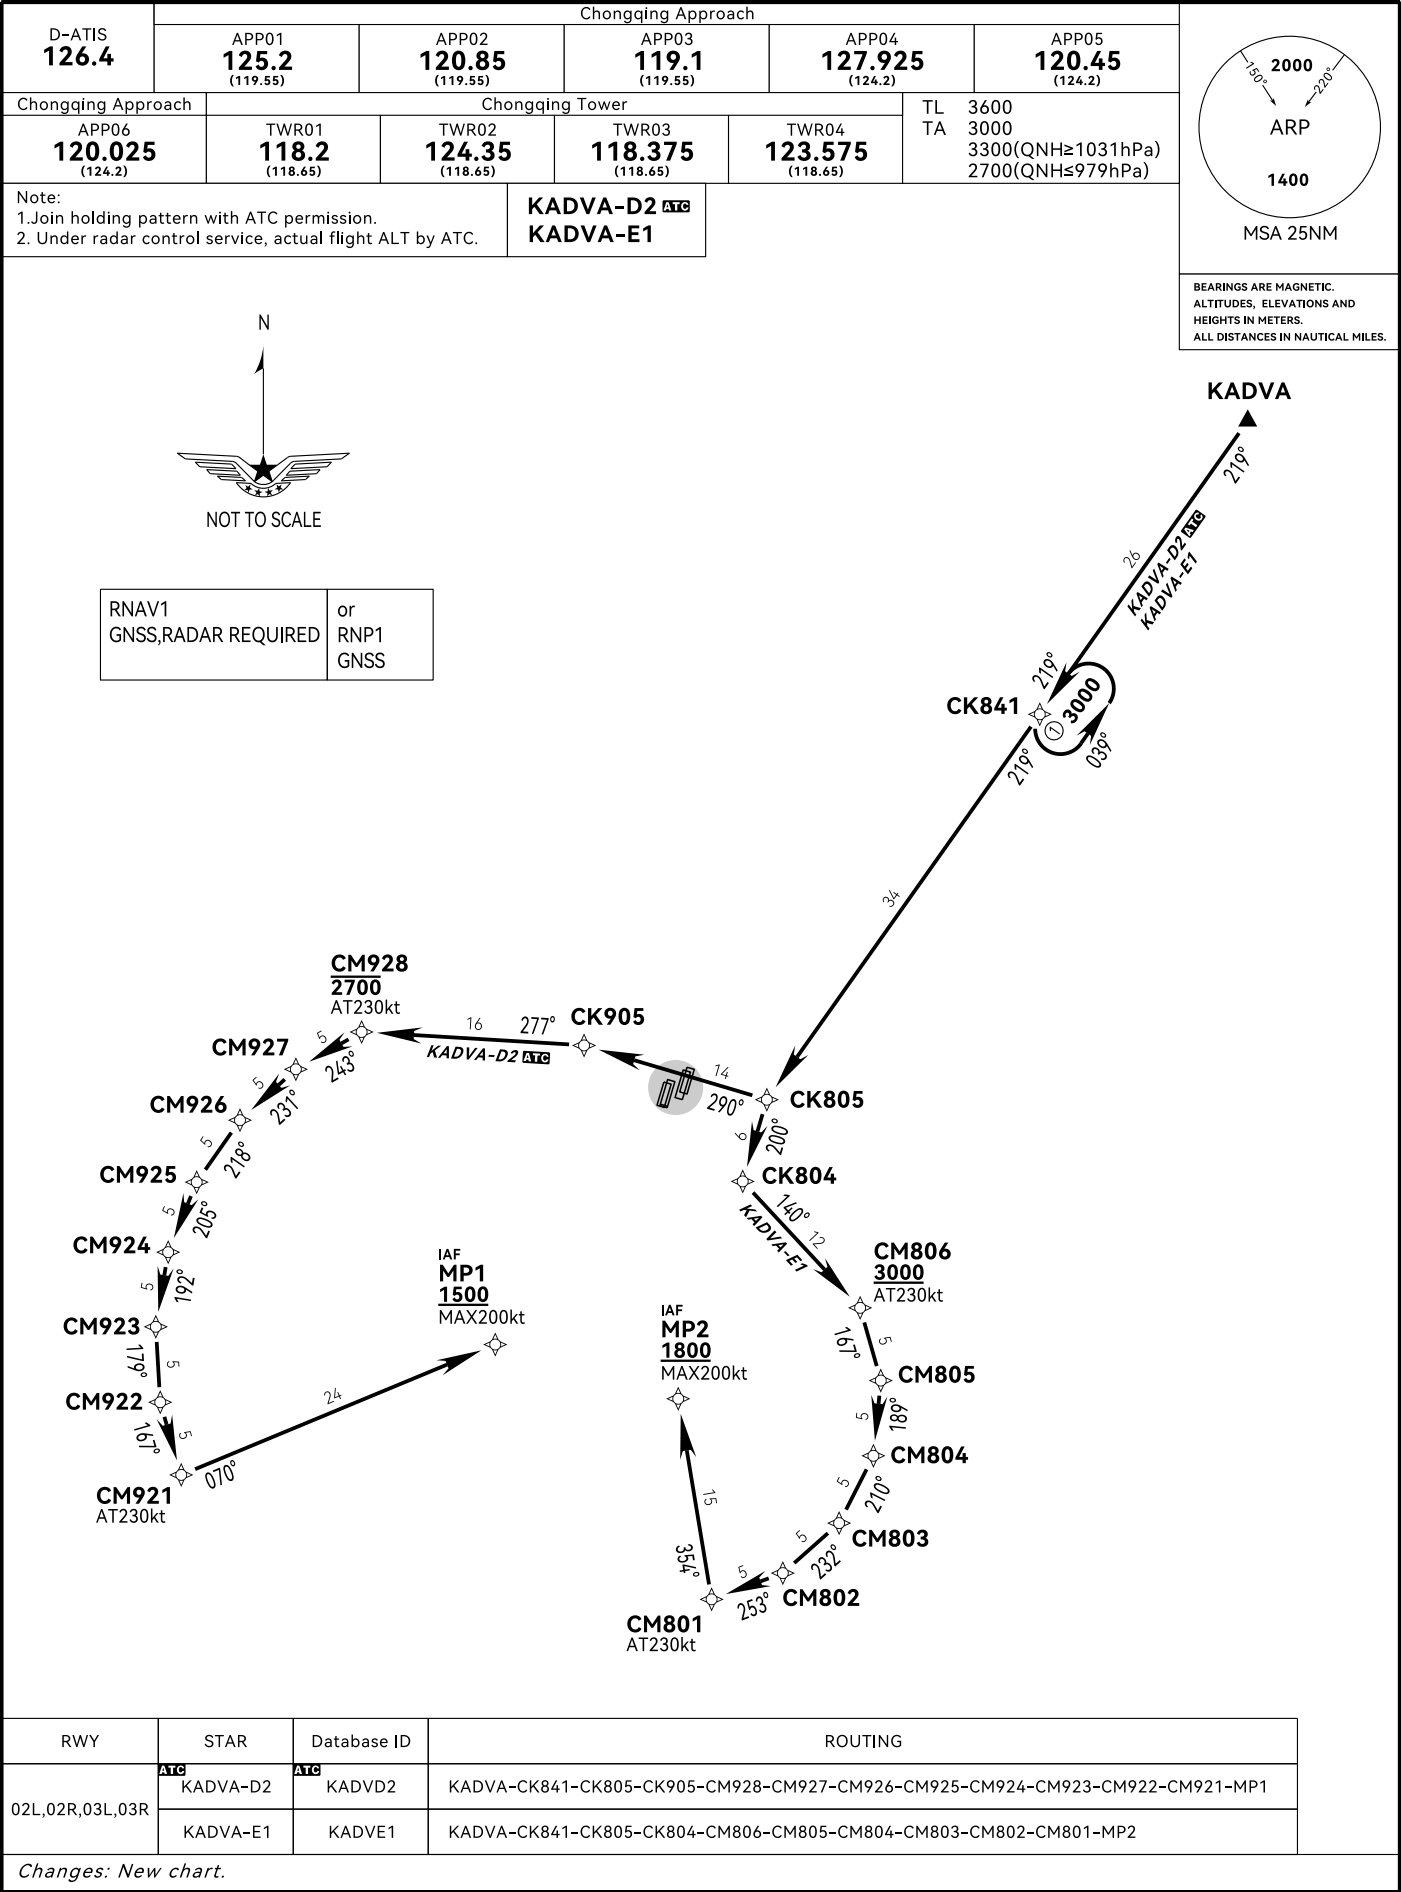 D-ATIS
126.4
Chongqing Approach
APP01
125.2
(119.55)
APP02
120.85
(119.55)
APP03
119.1
(119.55)
APP04
127.925
(124.2)
APP05
120.45
(124.2)
Chongqing Approach
APP06
120.025
(124.2)
Chongqing Tower
TWR01
118.2
(118.65)
TWR02
124.35
(118.65)
TWR03
118.375
(118.65)
TWR04
123.575
(118.65)
TL 3600
TA 3000
3300(QNH≥1031hPa)
2700(QNH≤979hPa)
150°
2000
220°
ARP
1400
MSA 25NM
Note:
1.Join holding pattern with ATC permission.
2. Under radar control service, actual flight ALT by ATC.
KADVA-D2 ATC
KADVA-E1
BEARINGS ARE MAGNETIC.
ALTITUDES, ELEVATIONS AND
HEIGHTS IN METERS.
ALL DISTANCES IN NAUTICAL MILES.
N
NOT TO SCALE
RNAV1
GNSS,RADAR REQUIRED
or
RNP1
GNSS
KADVA
219°
26
KADVA-D2 ATC
KADVA-E1
219°
CK841
① 3000
039°
219°
34
CM928
2700
AT230kt
16
277°
CK905
KADVA-D2 ATC
14
290°
CK805
5
243°
CM927
5
231°
CM926
5
218°
CM925
5
205°
CM924
5
192°
CM923
179°
5
CM922
167°
5
CM921
AT230kt
070°
24
IAF
MP1
1500
MAX200kt
6
200°
CK804
140°
12
KADVA-E1
CM806
3000
AT230kt
167°
5
CM805
5
189°
CM804
5
210°
CM803
5
232°
CM802
5
253°
CM801
AT230kt
354°
15
IAF
MP2
1800
MAX200kt
RWY STAR Database ID ROUTING
02L,02R,03L,03R
ATC KADVA-D2 ATC KADVD2 KADVA-CK841-CK805-CK905-CM928-CM927-CM926-CM925-CM924-CM923-CM922-CM921-MP1
KADVA-E1 KADVE1 KADVA-CK841-CK805-CK804-CM806-CM805-CM804-CM803-CM802-CM801-MP2
Changes: New chart.